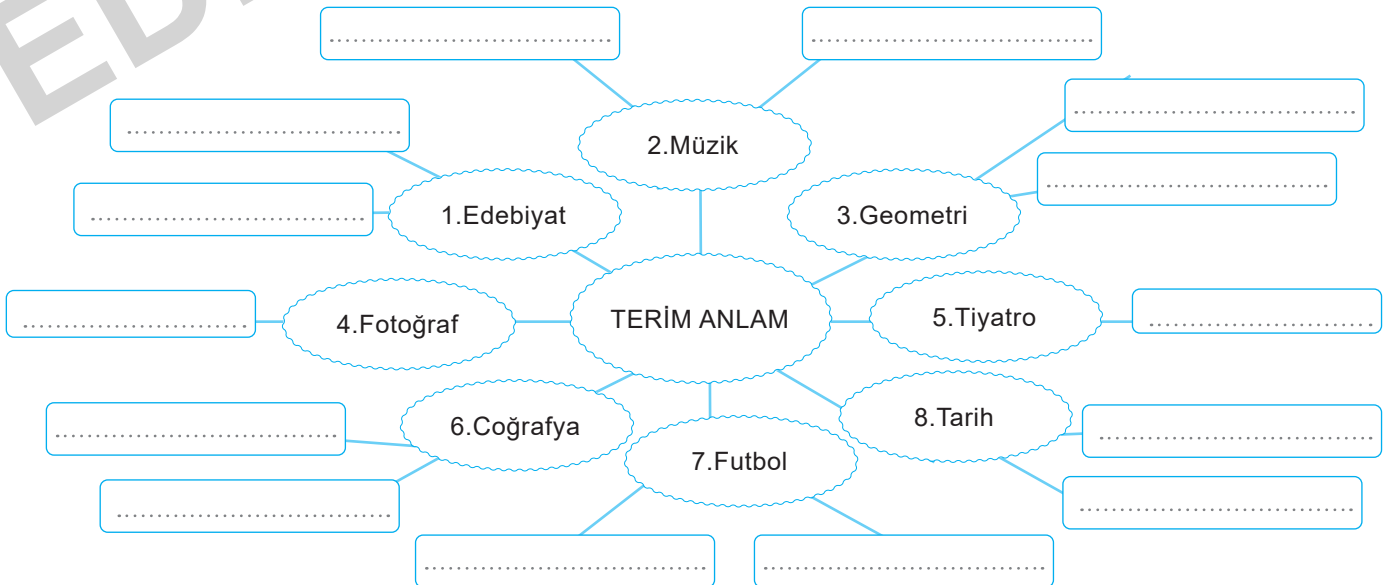 2.Müzik
1.Edebiyat
3.Geometri
4.Fotoğraf
TERİM ANLAM
5.Tiyatro
6.Coğrafya
8.Tarih
7.Futbol